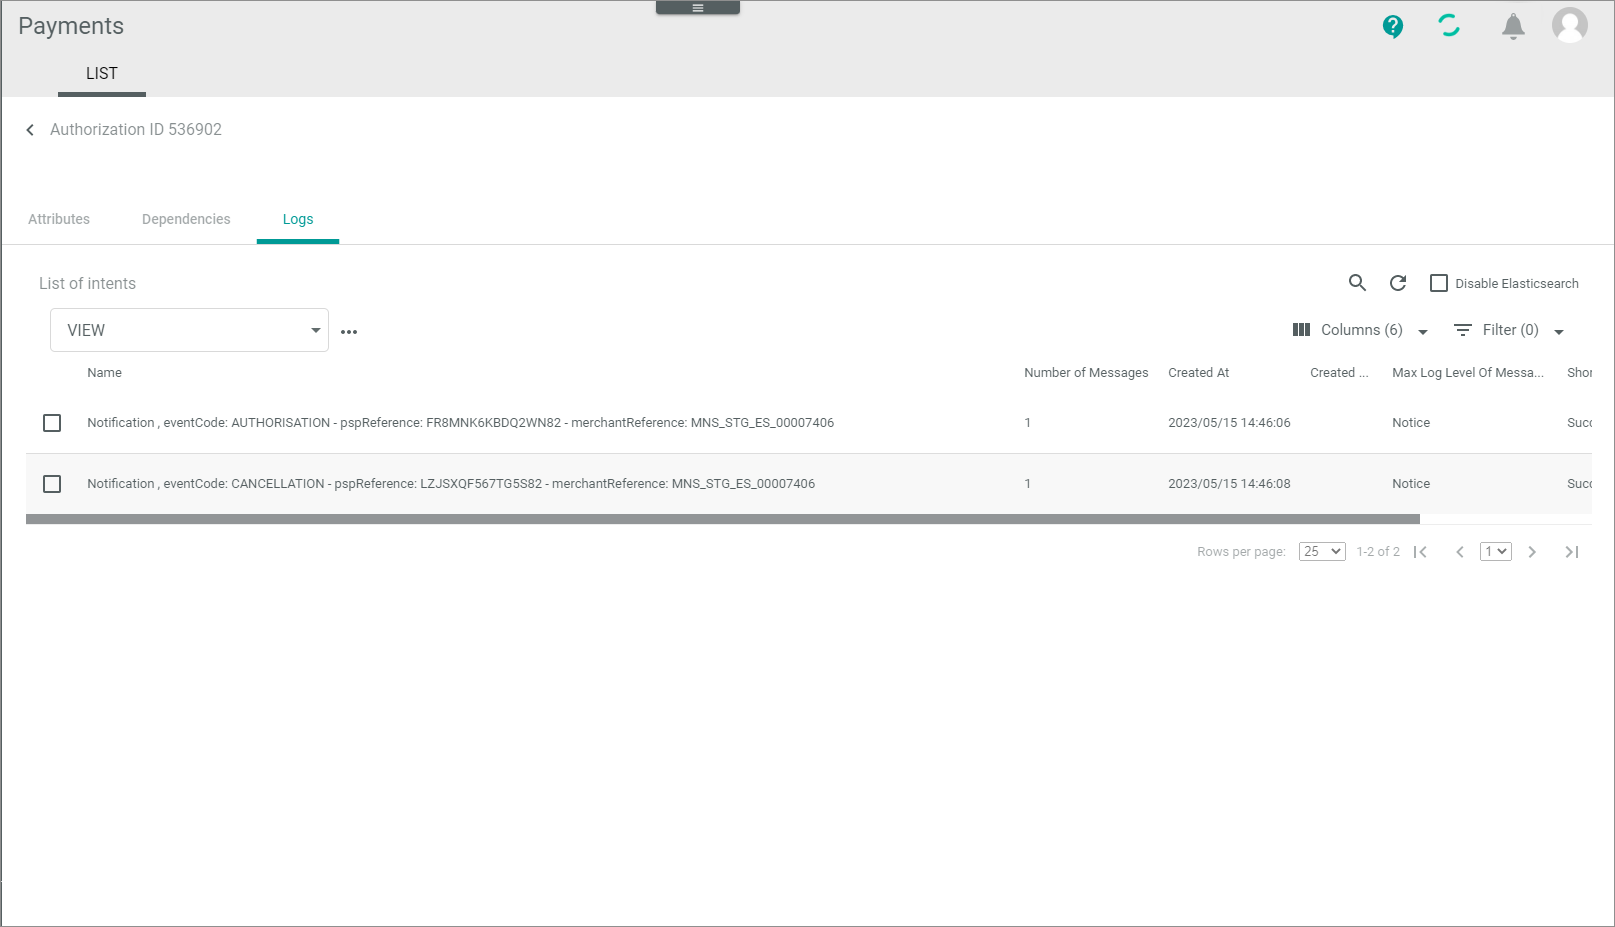 Payments
LIST
Authorization ID 536902
Attributes Dependencies Logs
List of intents
Disable Elasticsearch
VIEW
Columns (6) Filter (0)
Name Number of Messages Created At Created ... Max Log Level Of Messa... Shor
Notification , eventCode: AUTHORISATION - pspReference: FR8MNK6KBDQ2WN82 - merchantReference: MNS_STG_ES_00007406 1 2023/05/15 14:46:06 Notice Succ
Notification , eventCode: CANCELLATION - pspReference: LZJSXQF567TG5S82 - merchantReference: MNS_STG_ES_00007406 1 2023/05/15 14:46:08 Notice Succ
Rows per page: 25 1-2 of 2 1